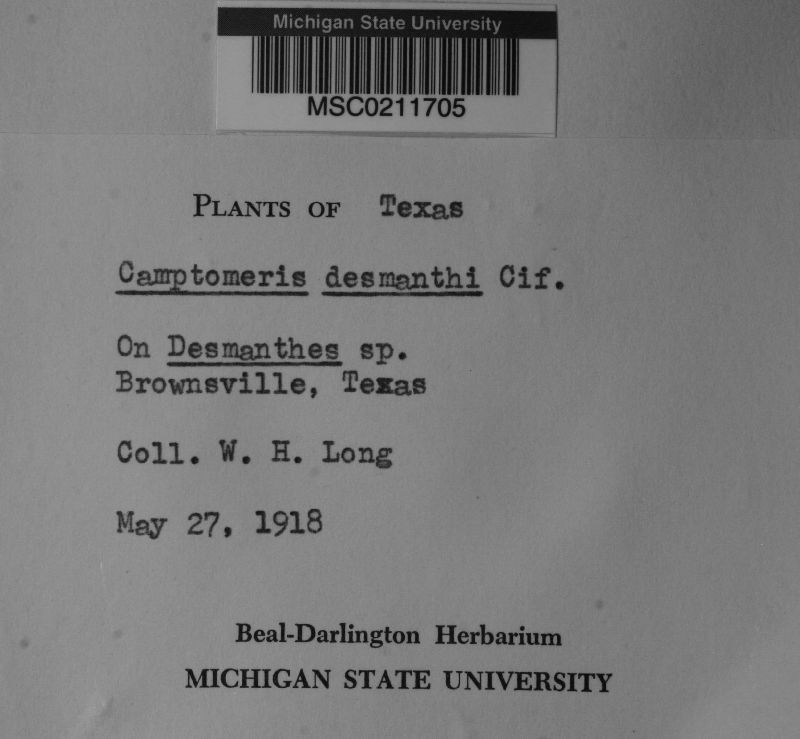 Michigan State University
MSC0211705
PLANTS OF Texas
Camptomeris desmanthi Cif.
On Desmanthes sp.
Brownsville, Texas
Coll. W. H. Long
May 27, 1918
Beal-Darlington Herbarium
MICHIGAN STATE UNIVERSITY